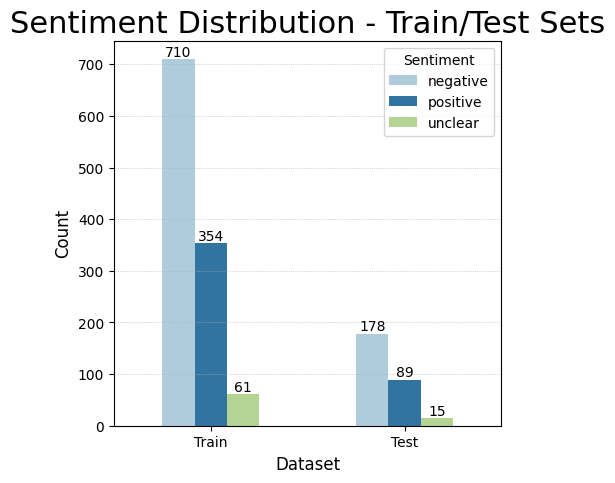 Sentiment Distribution - Train/Test Sets
Sentiment
negative
positive
unclear
Count
700
600
500
400
300
200
100
0
710
354
61
178
89
15
Train
Test
Dataset